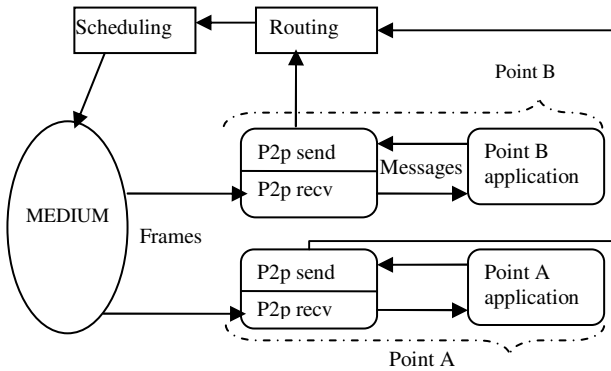 Scheduling
Routing
Point B
P2p send
P2p recv
Messages
Point B
application
MEDIUM
Frames
P2p send
P2p recv
Point A
application
Point A